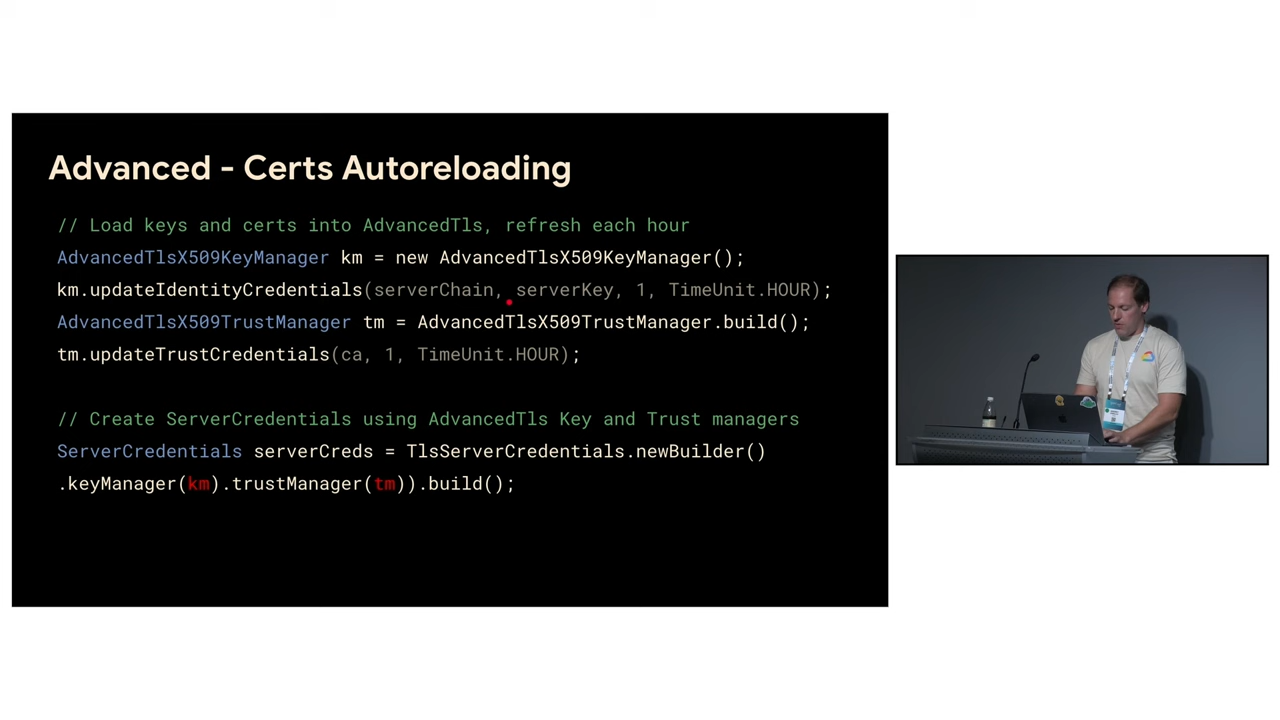 Advanced - Certs Autoreloading
// Load keys and certs into AdvancedTls, refresh each hour
AdvancedTlsX509KeyManager km = new AdvancedTlsX509KeyManager();
km.updateIdentityCredentials(serverChain, serverKey, 1, TimeUnit.HOUR);
AdvancedTlsX509TrustManager tm = AdvancedTlsX509TrustManager.build();
tm.updateTrustCredentials(ca, 1, TimeUnit.HOUR);
// Create ServerCredentials using AdvancedTls Key and Trust managers
ServerCredentials serverCreds = TlsServerCredentials.newBuilder()
.keyManager(km).trustManager(tm)).build();